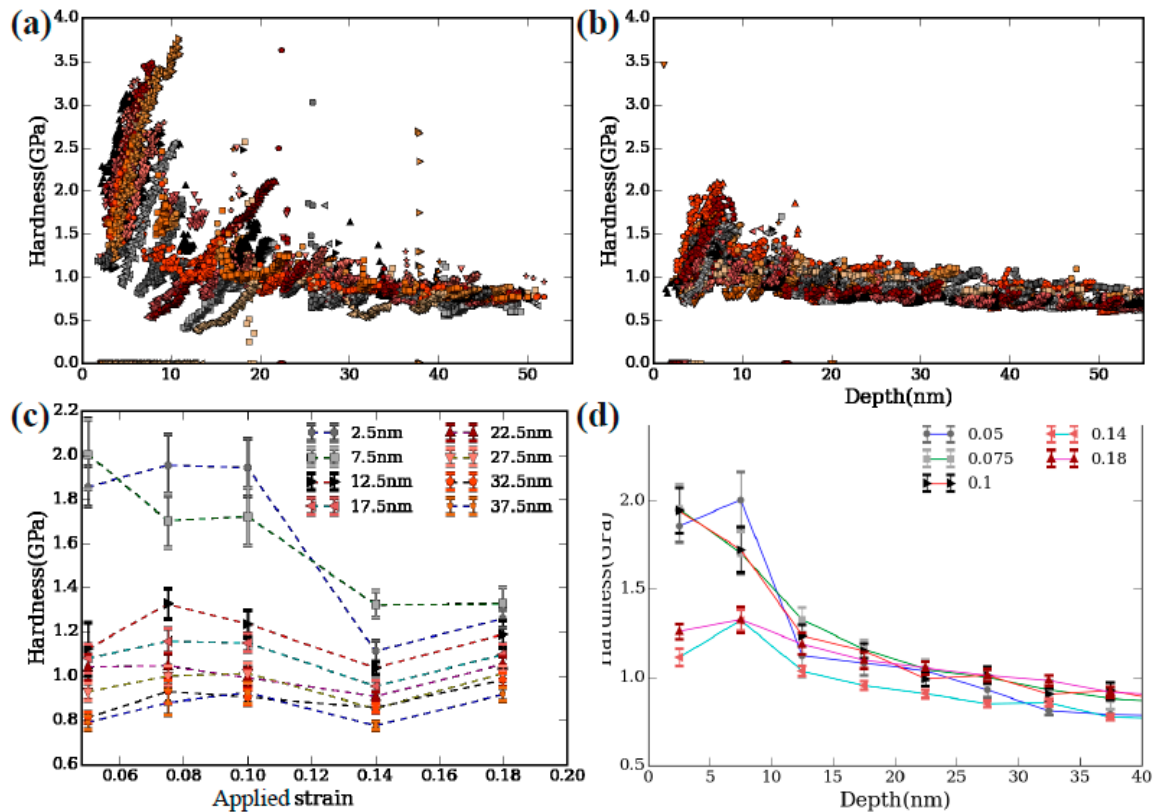 (a)
4.0
3.5
3.0
2.5
2.0
1.5
1.0
0.5
0.0
Hardness(GPa)
0 10 20 30 40 50
(b)
4.0
3.5
3.0
2.5
2.0
1.5
1.0
0.5
0.0
Hardness(GPa)
0 10 20 30 40 50
Depth(nm)
(c)
2.2
2.0
1.8
1.6
1.4
1.2
1.0
0.8
0.6
Hardness(GPa)
2.5nm 22.5nm
7.5nm 27.5nm
12.5nm 32.5nm
17.5nm 37.5nm
0.06 0.08 0.10 0.12 0.14 0.16 0.18 0.20
Applied strain
(d)
2.0
1.5
1.0
0.5
Hardness(GPa)
0.05 0.14
0.075 0.18
0.1
0 5 10 15 20 25 30 35 40
Depth(nm)